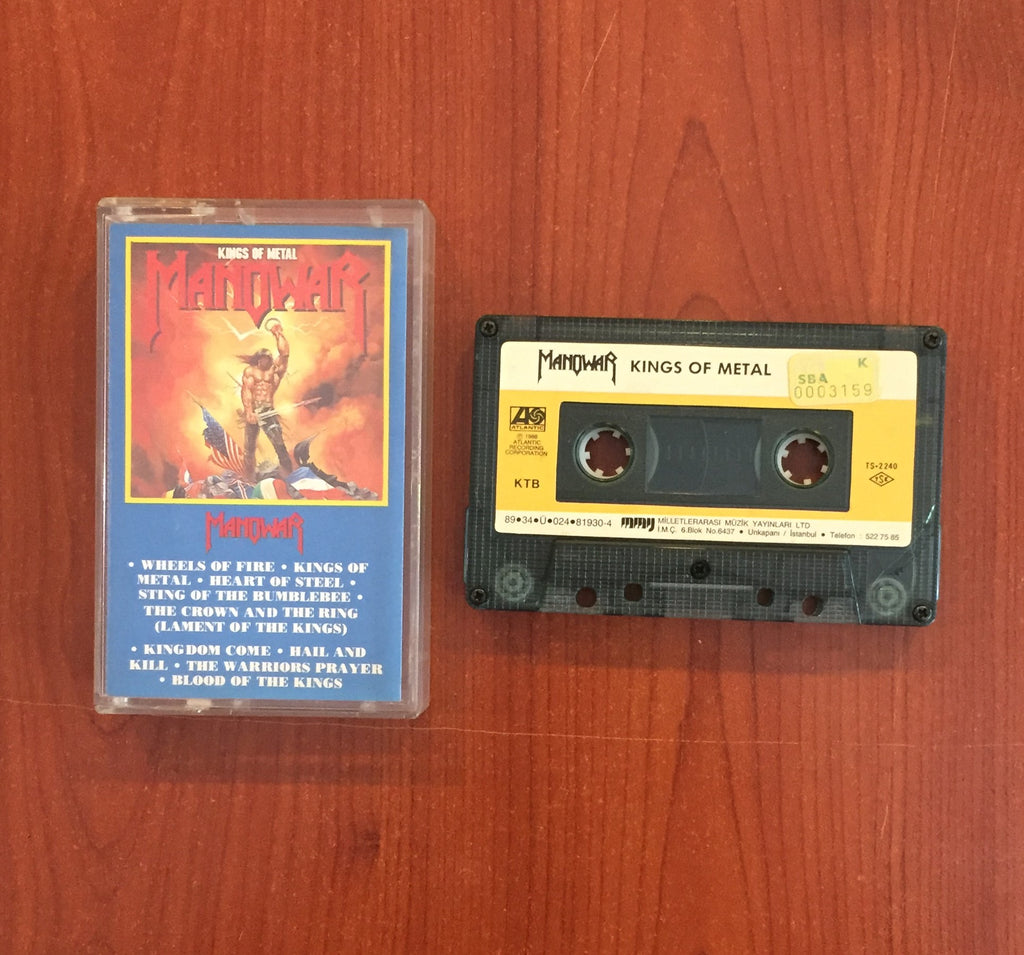 KINGS OF METAL
MANOWAR
MANOWAR
• WHEELS OF FIRE • KINGS OF
METAL • HEART OF STEEL •
STING OF THE BUMBLEBEE •
THE CROWN AND THE RING
(LAMENT OF THE KINGS)
• KINGDOM COME • HAIL AND
KILL • THE WARRIORS PRAYER
• BLOOD OF THE KINGS
MANOWAR KINGS OF METAL
K
SBA
0003159
ATLANTIC
℗ 1988
ATLANTIC
RECORDING
CORPORATION
KTB
TS-2240
TSE
89•34•Ü•024•81930-4 MMY MİLLETLERARASI MÜZİK YAYINLARI LTD
İ.M.Ç. 6.Blok No.6437 • Unkapanı / İstanbul • Telefon : 522 75 85